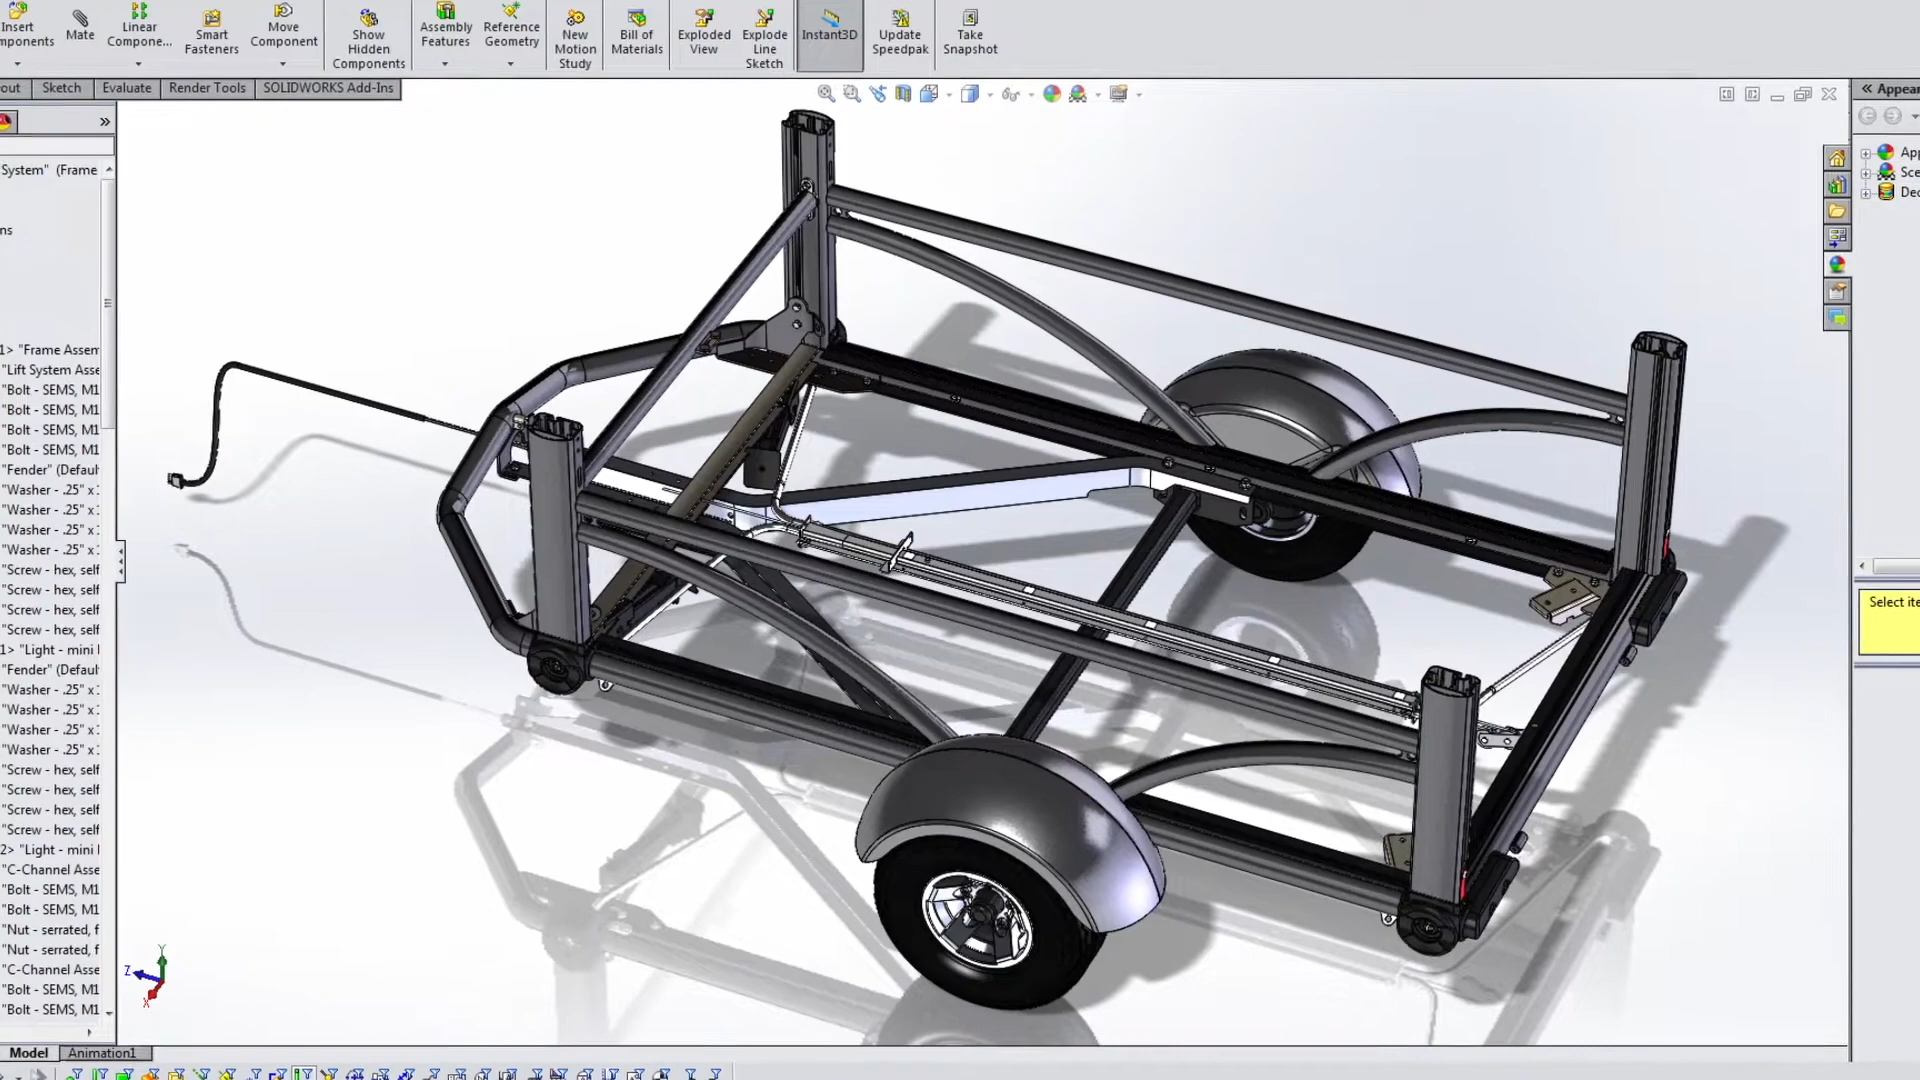 Insert Components
Mate
Linear Compone...
Smart Fasteners
Move Component
Show Hidden Components
Assembly Features
Reference Geometry
New Motion Study
Bill of Materials
Exploded View
Explode Line Sketch
Instant3D
Update Speedpak
Take Snapshot
out
Sketch
Evaluate
Render Tools
SOLIDWORKS Add-Ins
« Appear
»
System" (Frame
ns
1> "Frame Assem
"Lift System Asse
"Bolt - SEMS, M1
"Bolt - SEMS, M1
"Bolt - SEMS, M1
"Bolt - SEMS, M1
"Fender" (Default
"Washer - .25" x
"Washer - .25" x
"Washer - .25" x
"Washer - .25" x
"Screw - hex, self
"Screw - hex, self
"Screw - hex, self
"Screw - hex, self
1> "Light - mini l
"Fender" (Default
"Washer - .25" x
"Washer - .25" x
"Washer - .25" x
"Washer - .25" x
"Screw - hex, self
"Screw - hex, self
"Screw - hex, self
"Screw - hex, self
2> "Light - mini l
"C-Channel Asse
"Bolt - SEMS, M1
"Bolt - SEMS, M1
"Nut - serrated, f
"Nut - serrated, f
"C-Channel Asse
"Bolt - SEMS, M1
"Bolt - SEMS, M1
App
Sce
Dec
Select ite
Y
Z
X
Model
Animation1